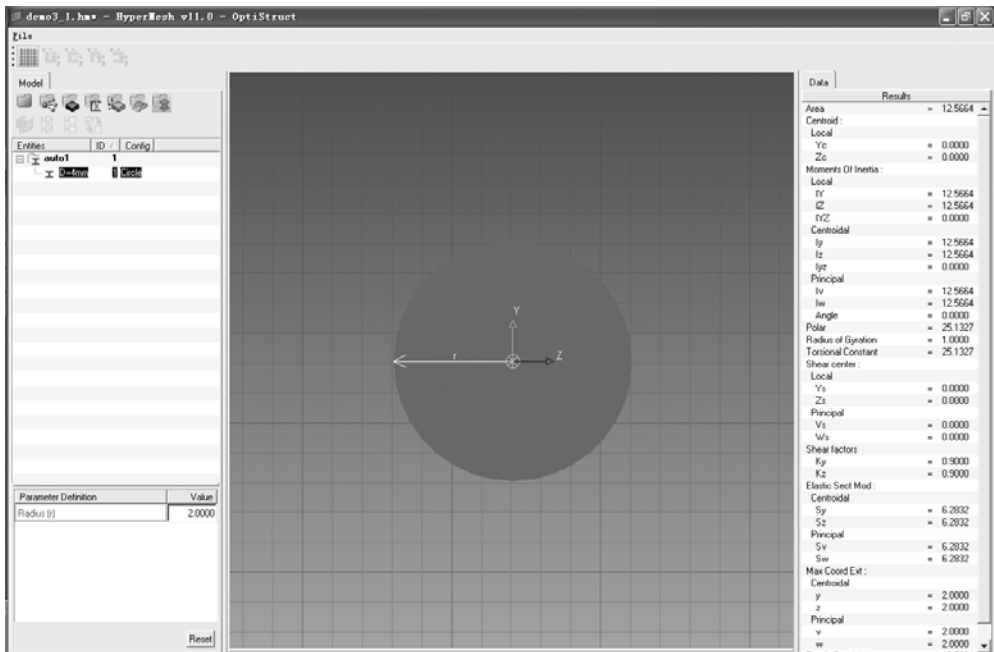 demo3_1.hm* - HyperMesh v11.0 - OptiStruct
File
Model
Entities ID Config
auto1 1
D=4mm 1 Circle
Parameter Definition Value
Radius (r) 2.0000
Reset
Y
r
Z
Data
Results
Area = 12.5664
Centroid :
Local
Yc = 0.0000
Zc = 0.0000
Moments Of Inertia :
Local
IY = 12.5664
IZ = 12.5664
IYZ = 0.0000
Centroidal
Iy = 12.5664
Iz = 12.5664
Iyz = 0.0000
Principal
Iv = 12.5664
Iw = 12.5664
Angle = 0.0000
Polar = 25.1327
Radius of Gyration = 1.0000
Torsional Constant = 25.1327
Shear center :
Local
Ys = 0.0000
Zs = 0.0000
Principal
Vs = 0.0000
Ws = 0.0000
Shear factors
Ky = 0.9000
Kz = 0.9000
Elastic Sect Mod :
Centroidal
Sy = 6.2832
Sz = 6.2832
Principal
Sv = 6.2832
Sw = 6.2832
Max Coord Ext :
Centroidal
y = 2.0000
z = 2.0000
Principal
v = 2.0000
w = 2.0000